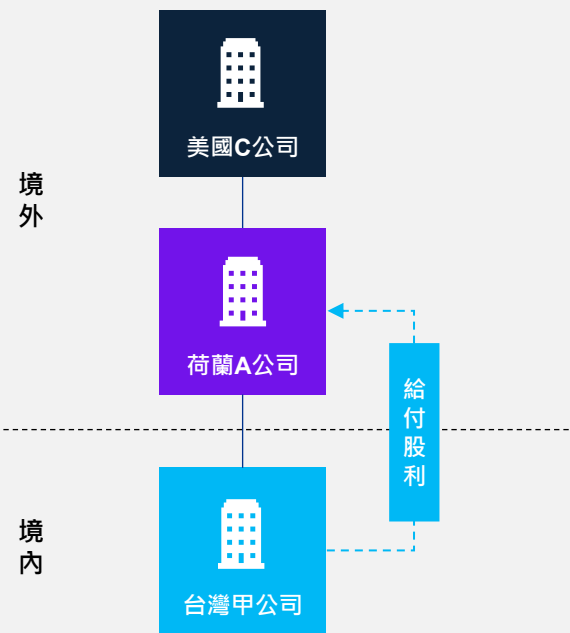 美國C公司
境外
荷蘭A公司
給付股利
境內
台灣甲公司